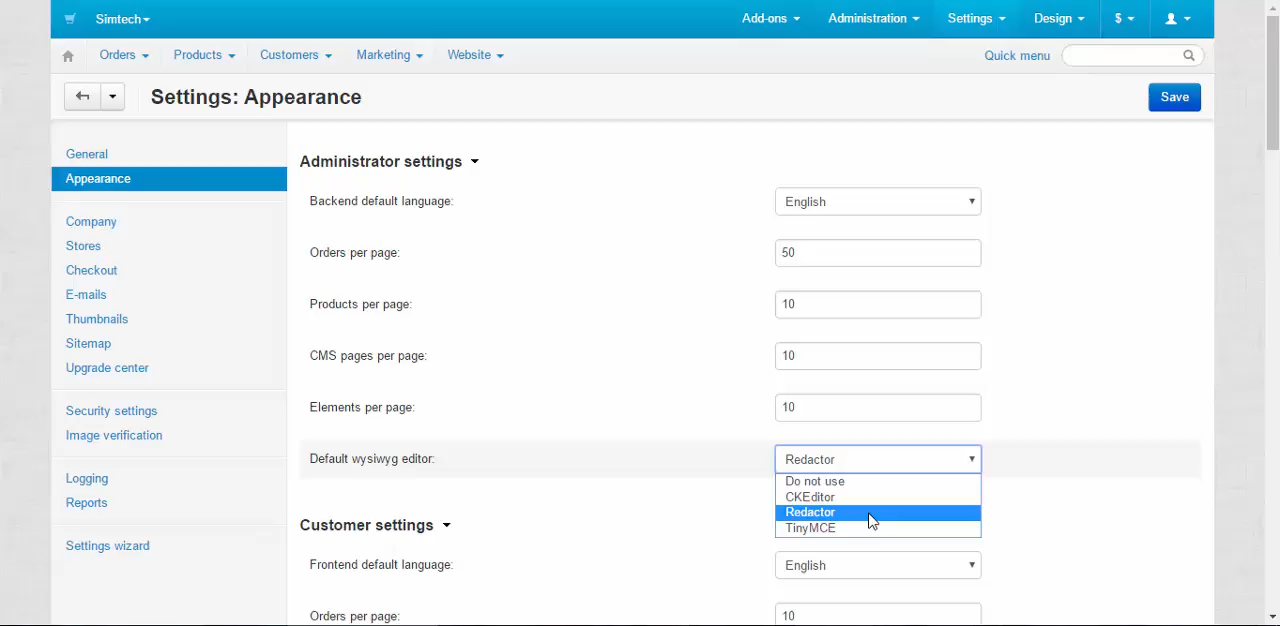 Simtech
Add-ons Administration Settings Design $
Orders Products Customers Marketing Website Quick menu
Settings: Appearance Save
General
Appearance
Company
Stores
Checkout
E-mails
Thumbnails
Sitemap
Upgrade center
Security settings
Image verification
Logging
Reports
Settings wizard
Administrator settings
Backend default language: English
Orders per page: 50
Products per page: 10
CMS pages per page: 10
Elements per page: 10
Default wysiwyg editor: Redactor
Do not use
CKEditor
Redactor
TinyMCE
Customer settings
Frontend default language: English
Orders per page: 10